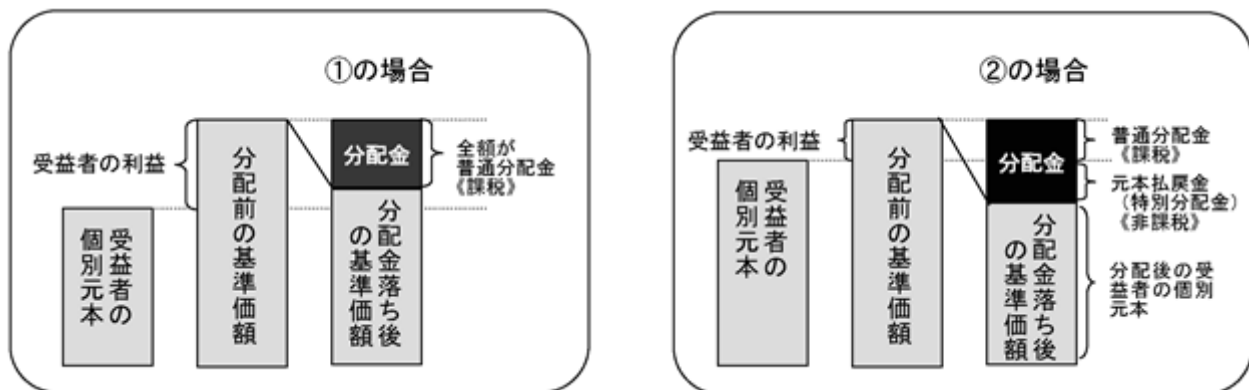 ①の場合
受益者の利益
受益者の
個別元本
分配前の基準価額
分配金
分配金落ち後
の基準価額
全額が
普通分配金
《課税》
②の場合
受益者の利益
受益者の
個別元本
分配前の基準価額
分配金
分配金落ち後
の基準価額
普通分配金
《課税》
元本払戻金
（特別分配金）
《非課税》
分配後の受
益者の個別
元本